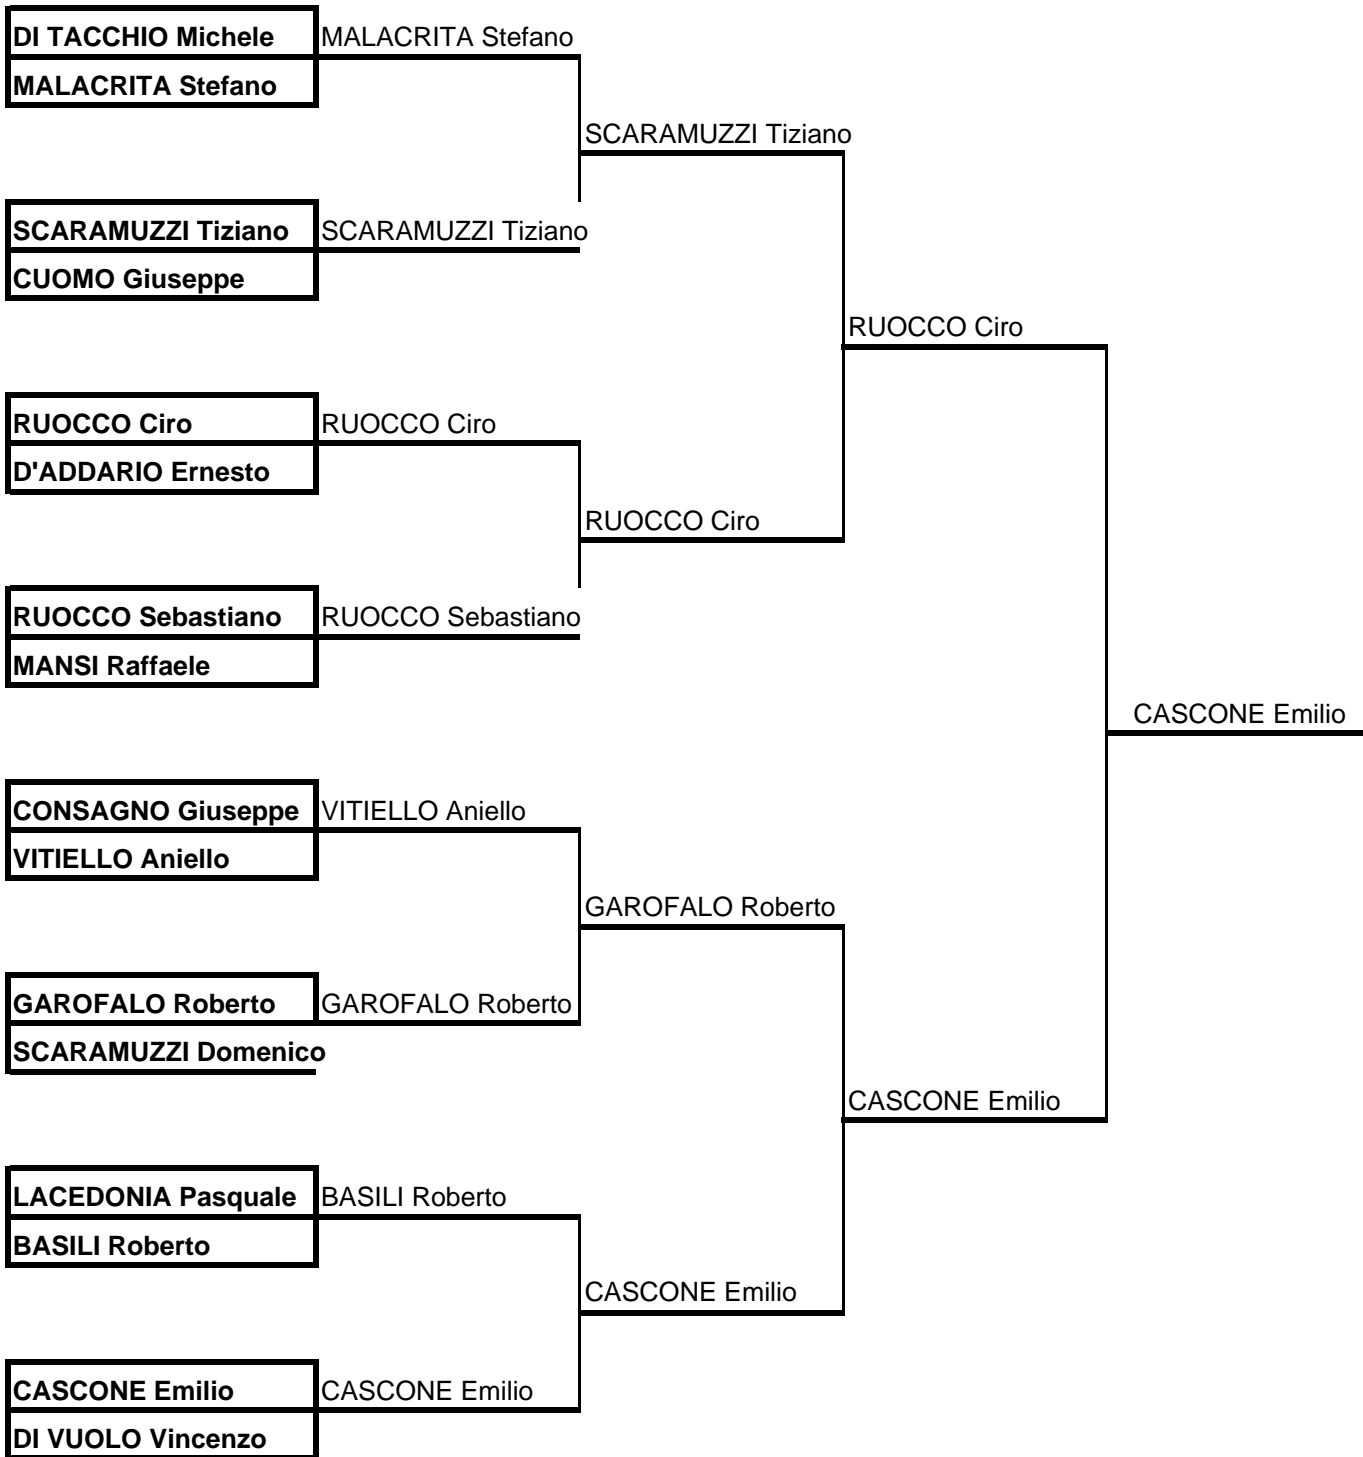 DI TACCHIO Michele MALACRITA Stefano
MALACRITA Stefano
SCARAMUZZI Tiziano
SCARAMUZZI Tiziano SCARAMUZZI Tiziano
CUOMO Giuseppe
RUOCCO Ciro
RUOCCO Ciro RUOCCO Ciro
D'ADDARIO Ernesto
RUOCCO Ciro
RUOCCO Sebastiano RUOCCO Sebastiano
MANSI Raffaele
CASCONE Emilio
CONSAGNO Giuseppe VITIELLO Aniello
VITIELLO Aniello
GAROFALO Roberto
GAROFALO Roberto GAROFALO Roberto
SCARAMUZZI Domenico
CASCONE Emilio
LACEDONIA Pasquale BASILI Roberto
BASILI Roberto
CASCONE Emilio
CASCONE Emilio CASCONE Emilio
DI VUOLO Vincenzo